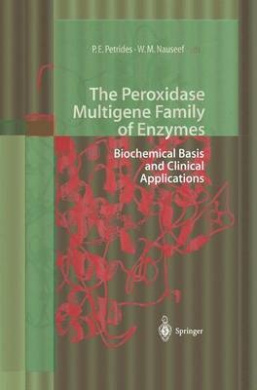 P. E. Petrides · W. M. Nauseef
The Peroxidase
Multigene Family
of Enzymes
Biochemical Basis
and Clinical
Applications
Springer